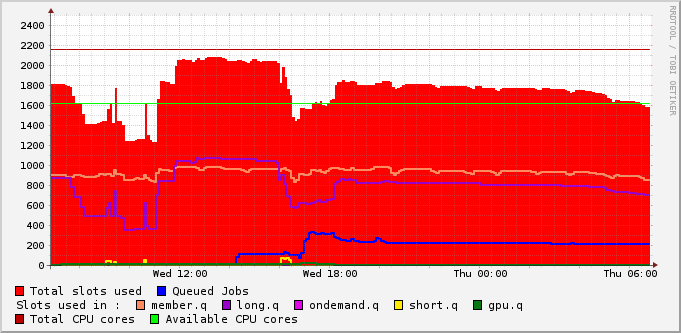 2400
2200
2000
1800
1600
1400
1200
1000
800
600
400
200
0
Wed 12:00 Wed 18:00 Thu 00:00 Thu 06:00
RRDTOOL / TOBI OETIKER
Total slots used Queued Jobs
Slots used in : member.q long.q ondemand.q short.q gpu.q
Total CPU cores Available CPU cores